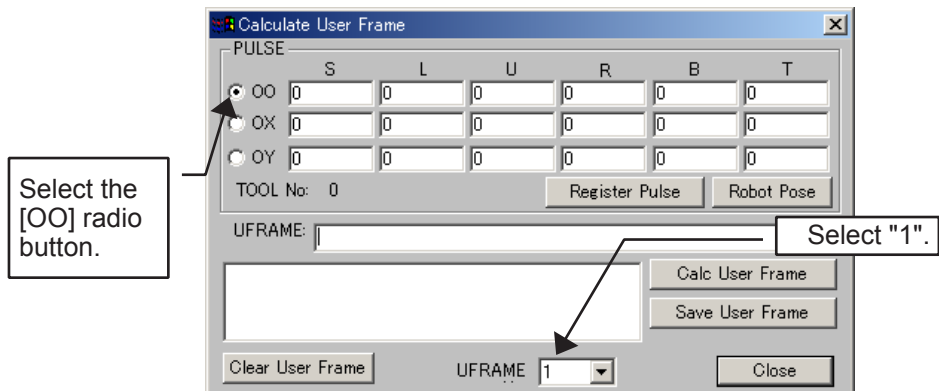 Calculate User Frame
PULSE
S L U R B T
OO 0 0 0 0 0 0
OX 0 0 0 0 0 0
OY 0 0 0 0 0 0
TOOL No: 0 Register Pulse Robot Pose
Select the
[OO] radio
button.
UFRAME:
Select "1".
Calc User Frame
Save User Frame
Clear User Frame UFRAME 1 Close